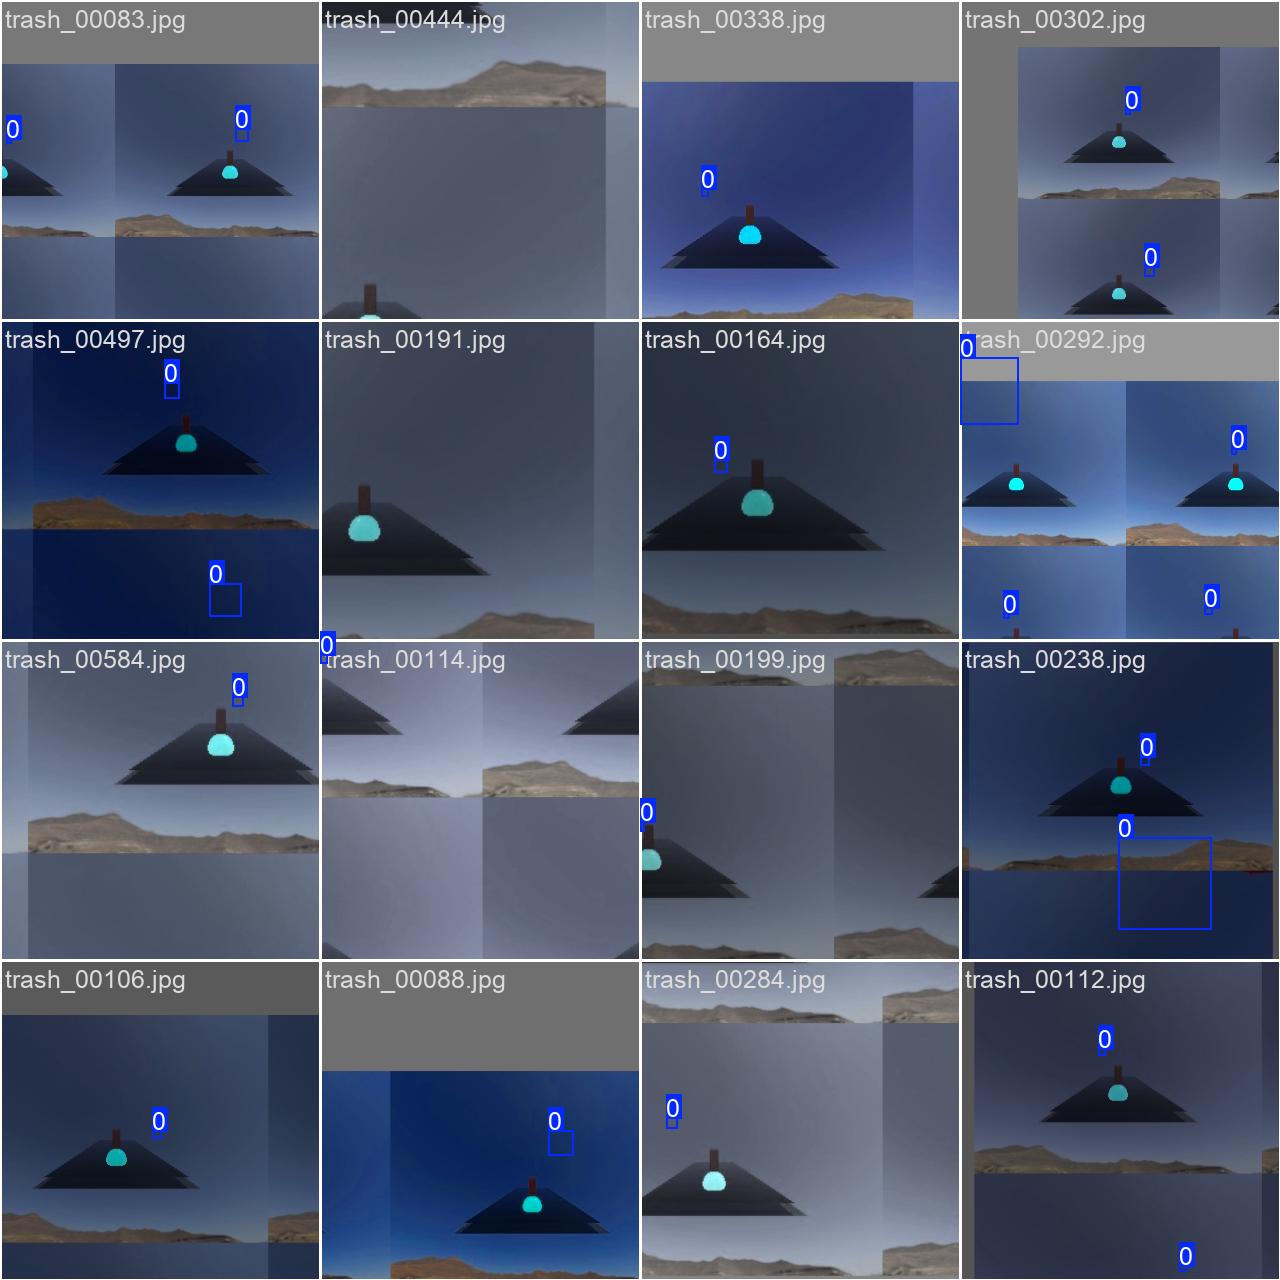 trash_00083.jpg
trash_00444.jpg
trash_00338.jpg
trash_00302.jpg
0
0
0
0
0
trash_00497.jpg
trash_00191.jpg
trash_00164.jpg
trash_00292.jpg
0
0
0
0
0
0
0
trash_00584.jpg
trash_00114.jpg
trash_00199.jpg
trash_00238.jpg
0
0
0
0
0
trash_00106.jpg
trash_00088.jpg
trash_00284.jpg
trash_00112.jpg
0
0
0
0
0